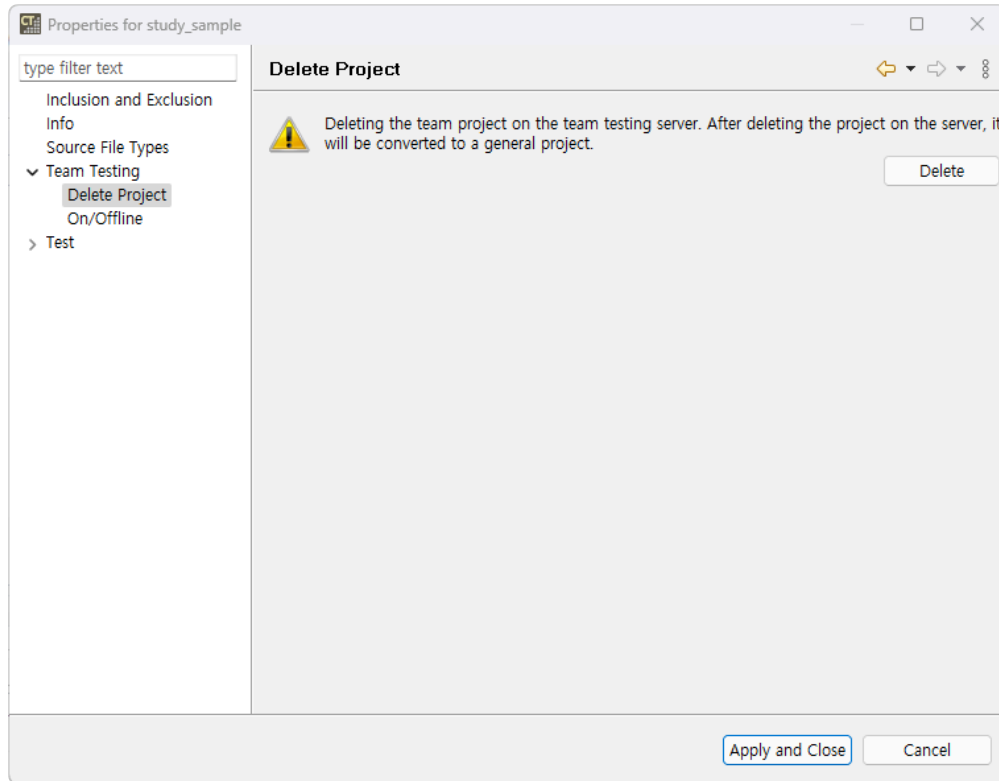 Properties for study_sample
type filter text
Inclusion and Exclusion
Info
Source File Types
Team Testing
Delete Project
On/Offline
Test
Delete Project
Deleting the team project on the team testing server. After deleting the project on the server, it
will be converted to a general project.
Delete
Apply and Close
Cancel